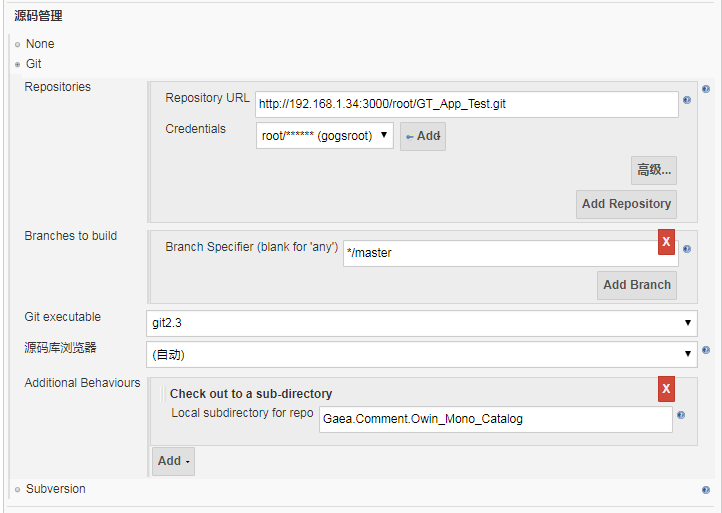 源码管理
None
Git
Repositories
Repository URL http://192.168.1.34:3000/root/GT_App_Test.git
Credentials root/****** (gogsroot) Add
高级...
Add Repository
Branches to build
X
Branch Specifier (blank for 'any') */master
Add Branch
Git executable git2.3
源码库浏览器 (自动)
Additional Behaviours
X
Check out to a sub-directory
Local subdirectory for repo Gaea.Comment.Owin_Mono_Catalog
Add
Subversion